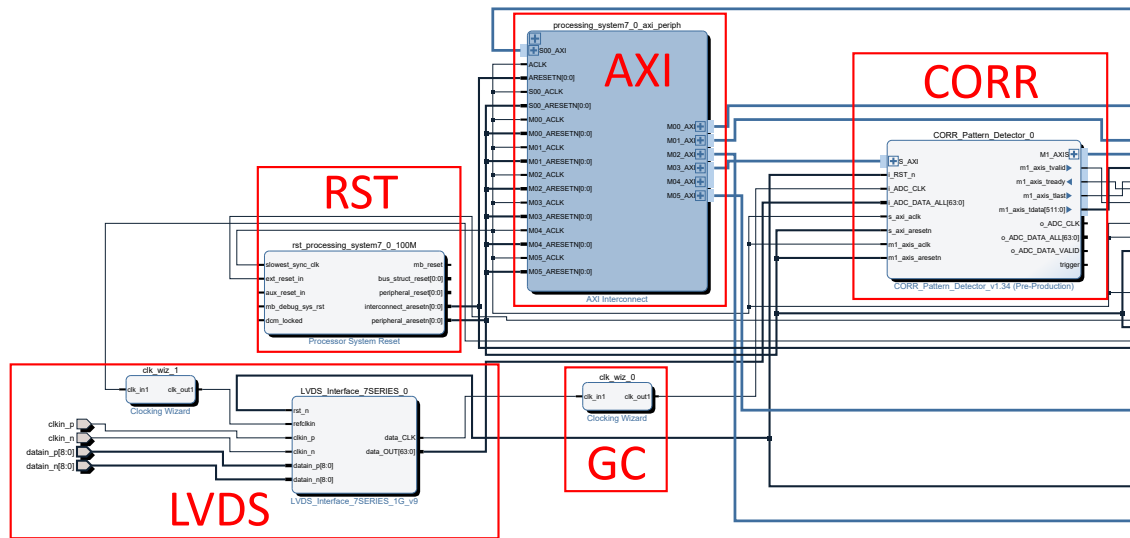 processing_system7_0_axi_periph
S00_AXI
ACLK
ARESETN[0:0]
S00_ACLK
S00_ARESETN[0:0]
M00_ACLK
M00_ARESETN[0:0]
M01_ACLK
M01_ARESETN[0:0]
M02_ACLK
M02_ARESETN[0:0]
M03_ACLK
M03_ARESETN[0:0]
M04_ACLK
M04_ARESETN[0:0]
M05_ACLK
M05_ARESETN[0:0]
AXI
M00_AXI
M01_AXI
M02_AXI
M03_AXI
M04_AXI
M05_AXI
AXI Interconnect
CORR
CORR_Pattern_Detector_0
S_AXI
i_RST_n
i_ADC_CLK
i_ADC_DATA_ALL[63:0]
s_axi_aclk
s_axi_aresetn
m1_axis_aclk
m1_axis_aresetn
M1_AXIS
m1_axis_tvalid
m1_axis_tready
m1_axis_tlast
m1_axis_tdata[511:0]
o_ADC_CLK
o_ADC_DATA_ALL[63:0]
o_ADC_DATA_VALID
trigger
CORR_Pattern_Detector_v1.34 (Pre-Production)
RST
rst_processing_system7_0_100M
slowest_sync_clk
ext_reset_in
aux_reset_in
mb_debug_sys_rst
dcm_locked
mb_reset
bus_struct_reset[0:0]
peripheral_reset[0:0]
interconnect_aresetn[0:0]
peripheral_aresetn[0:0]
Processor System Reset
clk_wiz_1
clk_in1
clk_out1
Clocking Wizard
LVDS_Interface_7SERIES_0
rst_n
refclkin
clkin_p
clkin_n
datain_p[8:0]
datain_n[8:0]
data_CLK
data_OUT[63:0]
LVDS_Interface_7SERIES_1G_v9
clkin_p
clkin_n
datain_p[8:0]
datain_n[8:0]
LVDS
clk_wiz_0
clk_in1
clk_out1
Clocking Wizard
GC